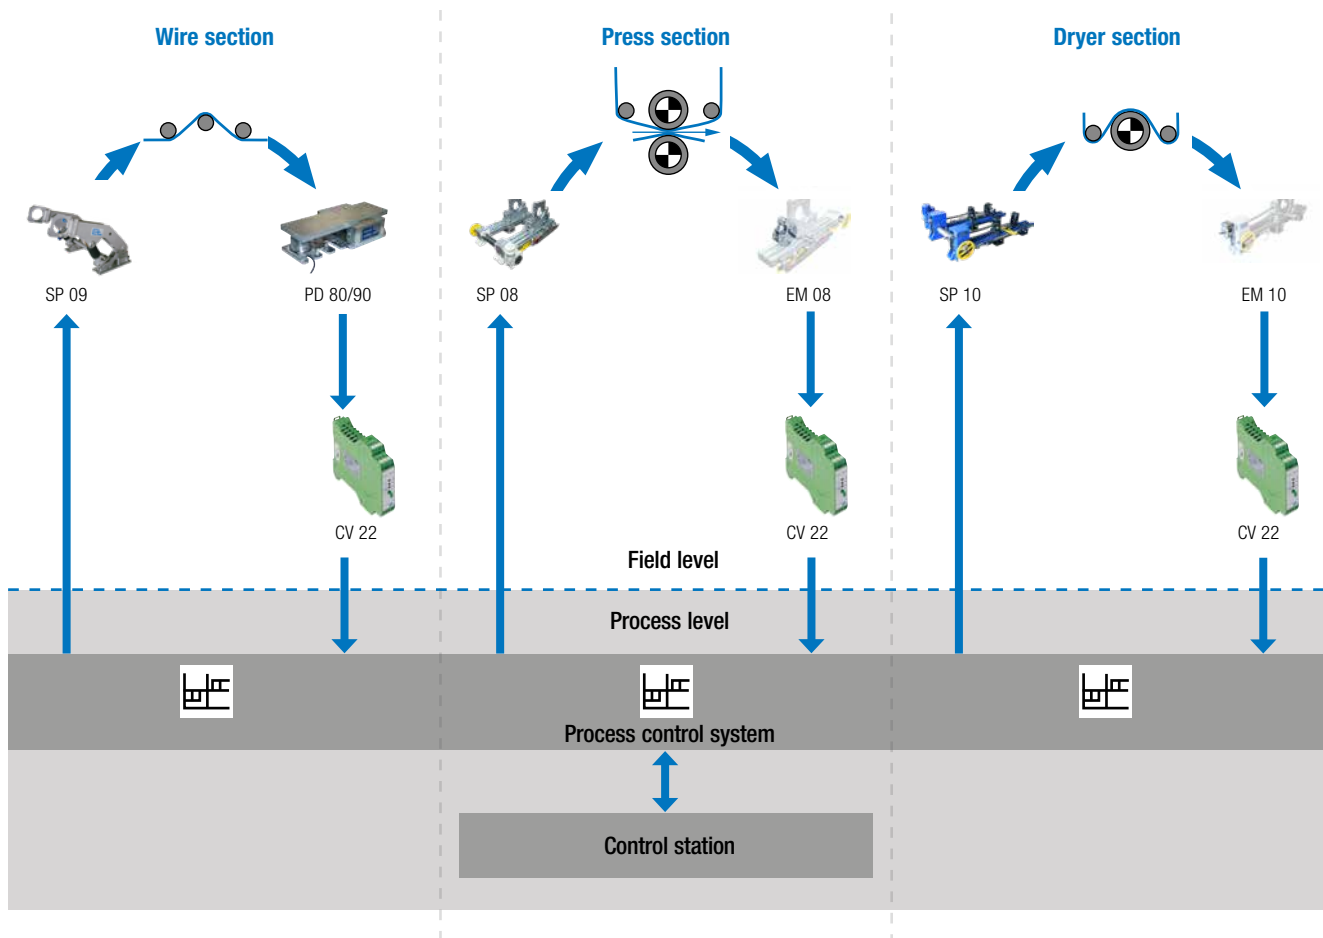 Wire section
Press section
Dryer section
SP 09
PD 80/90
SP 08
EM 08
SP 10
EM 10
CV 22
CV 22
CV 22
Field level
Process level
Process control system
Control station